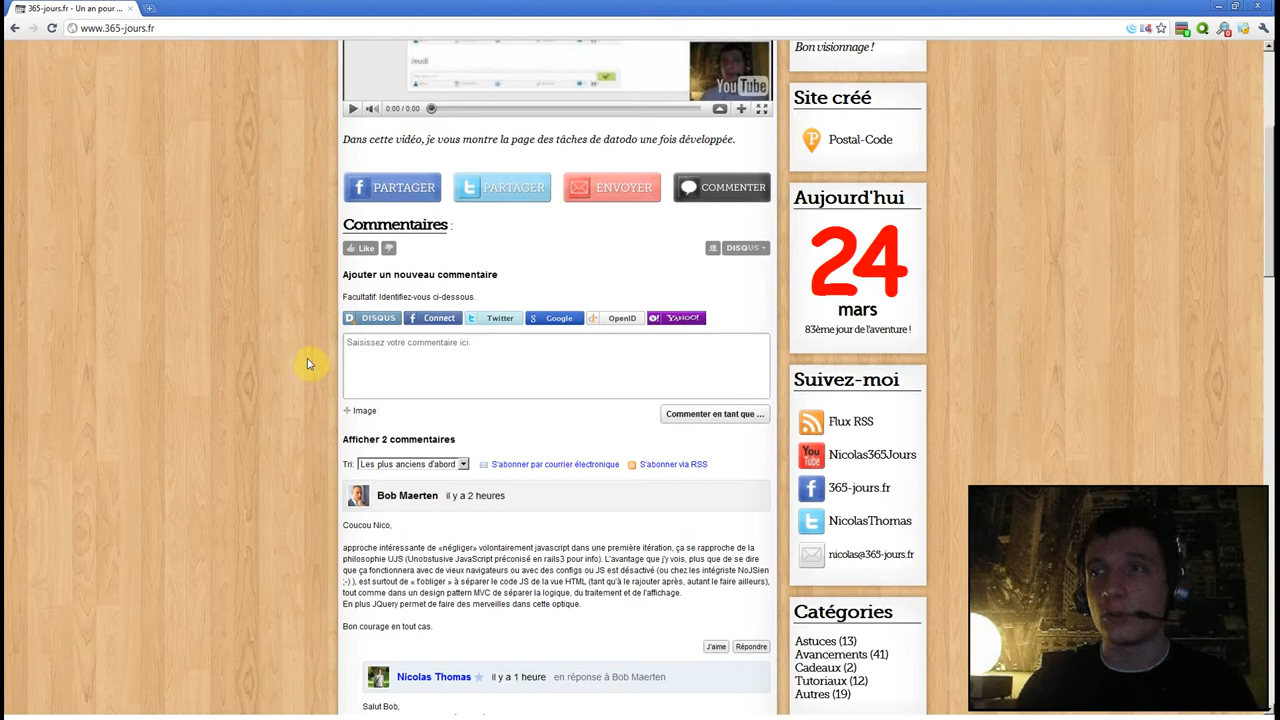 365-jours.fr - Un an pour ...
www.365-jours.fr
Jeudi
YouTube
0:00 / 0:00
Dans cette vidéo, je vous montre la page des tâches de datodo une fois développée.
PARTAGER
PARTAGER
ENVOYER
COMMENTER
Commentaires :
Like
DISQUS
Ajouter un nouveau commentaire
Facultatif: Identifiez-vous ci-dessous.
DISQUS
Connect
Twitter
Google
OpenID
YAHOO!
Saisissez votre commentaire ici.
Image
Commenter en tant que ...
Afficher 2 commentaires
Tri: Les plus anciens d'abord
S'abonner par courrier électronique
S'abonner via RSS
Bob Maerten il y a 2 heures
Coucou Nico,
approche intéressante de «négliger» volontairement javascript dans une première itération, ça se rapproche de la
philosophie UJS (Unobstusive JavaScript préconisé en rails3 pour info). L'avantage que j'y vois, plus que de se dire
que ça fonctionnera avec de vieux navigateurs ou avec des configs ou JS est désactivé (ou chez les intégriste NoJSien
;-) ), est surtout de « t'obliger » à séparer le code JS de la vue HTML (tant qu'à le rajouter après, autant le faire ailleurs),
tout comme dans un design pattern MVC de séparer la logique, du traitement et de l'affichage.
En plus JQuery permet de faire des merveilles dans cette optique.
Bon courage en tout cas.
J'aime
Répondre
Nicolas Thomas il y a 1 heure en réponse à Bob Maerten
Salut Bob,
Bon visionnage !
Site créé
Postal-Code
Aujourd'hui
24
mars
83ème jour de l'aventure !
Suivez-moi
Flux RSS
Nicolas365Jours
365-jours.fr
NicolasThomas
nicolas@365-jours.fr
Catégories
Astuces (13)
Avancements (41)
Cadeaux (2)
Tutoriaux (12)
Autres (19)